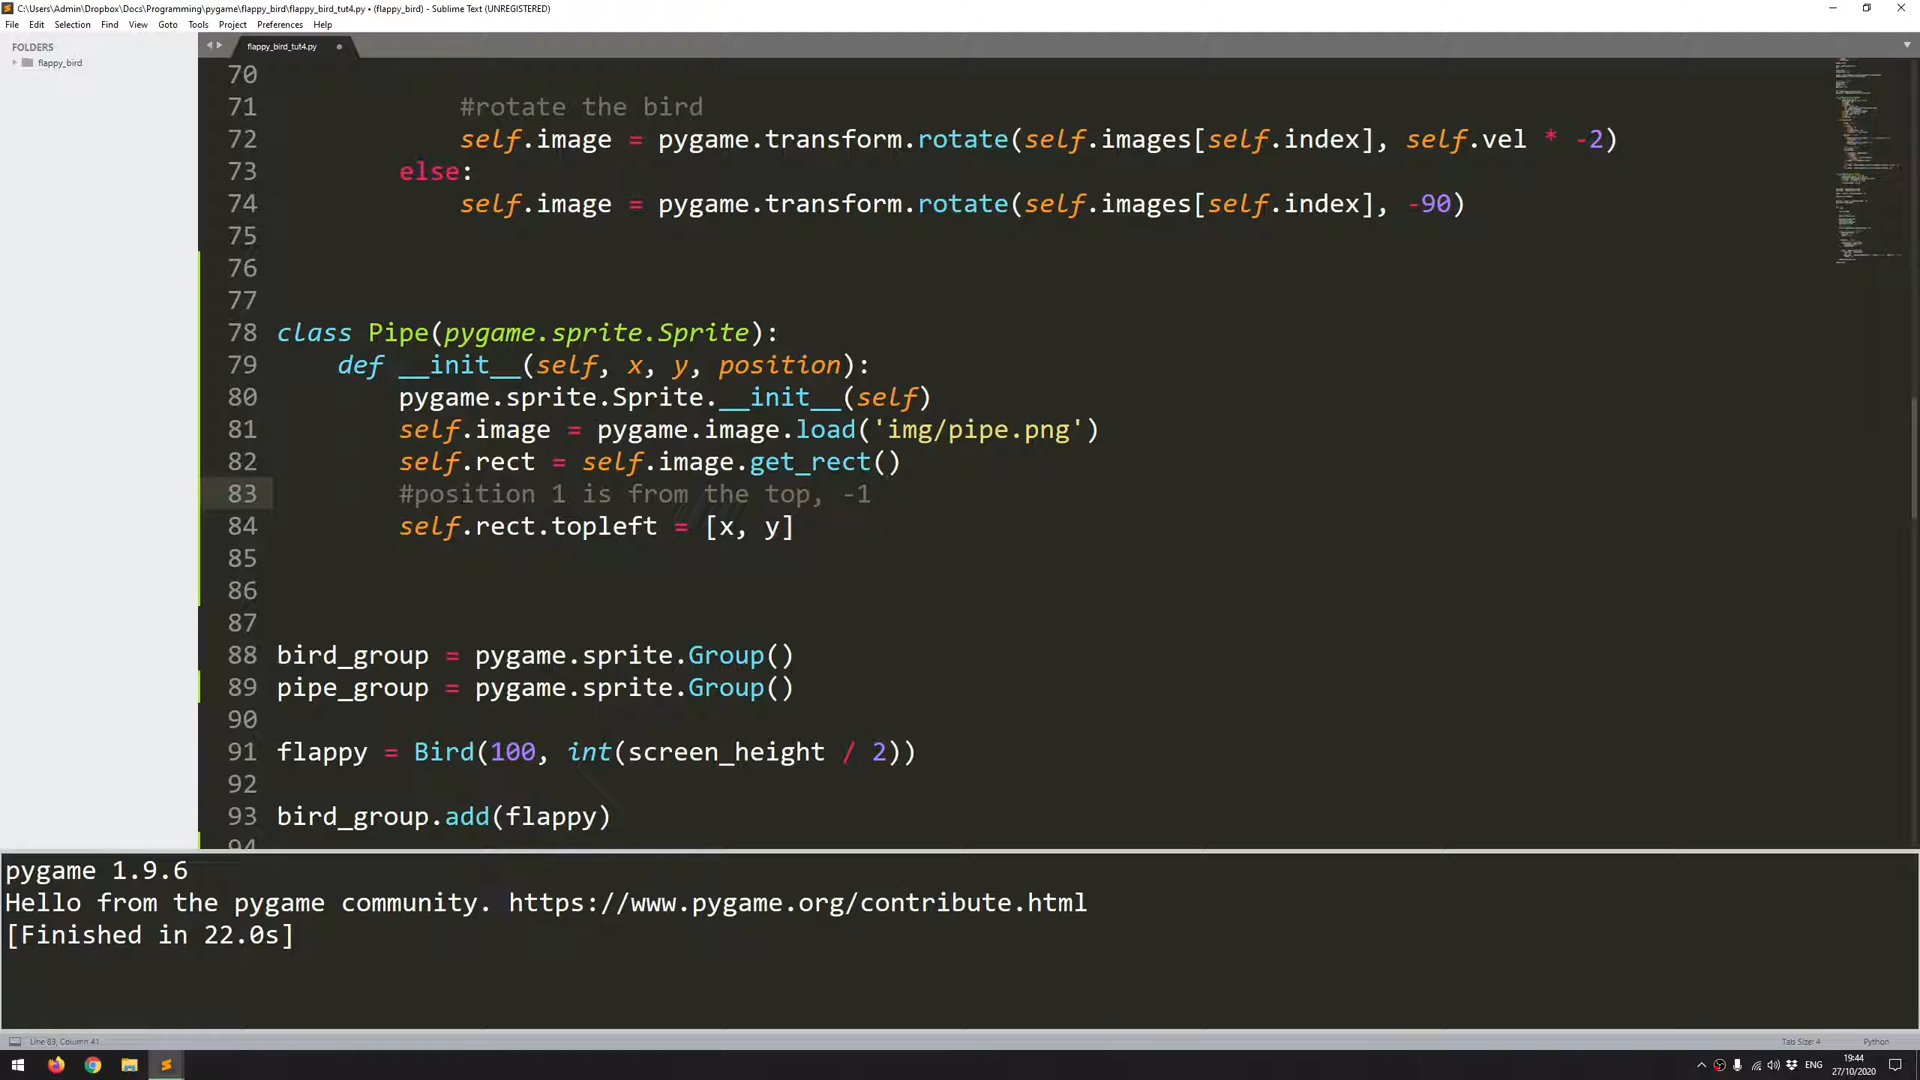 C:\Users\Admin\Dropbox\Docs\Programming\pygame\flappy_bird\flappy_bird_tut4.py • (flappy_bird) - Sublime Text (UNREGISTERED)
File Edit Selection Find View Goto Tools Project Preferences Help
FOLDERS
flappy_bird
flappy_bird_tut4.py
70
71 #rotate the bird
72 self.image = pygame.transform.rotate(self.images[self.index], self.vel * -2)
73 else:
74 self.image = pygame.transform.rotate(self.images[self.index], -90)
75
76
77
78 class Pipe(pygame.sprite.Sprite):
79 def __init__(self, x, y, position):
80 pygame.sprite.Sprite.__init__(self)
81 self.image = pygame.image.load('img/pipe.png')
82 self.rect = self.image.get_rect()
83 #position 1 is from the top, -1
84 self.rect.topleft = [x, y]
85
86
87
88 bird_group = pygame.sprite.Group()
89 pipe_group = pygame.sprite.Group()
90
91 flappy = Bird(100, int(screen_height / 2))
92
93 bird_group.add(flappy)
94
pygame 1.9.6
Hello from the pygame community. https://www.pygame.org/contribute.html
[Finished in 22.0s]
Line 83, Column 41
Tab Size: 4
Python
ENG
19:44
27/10/2020